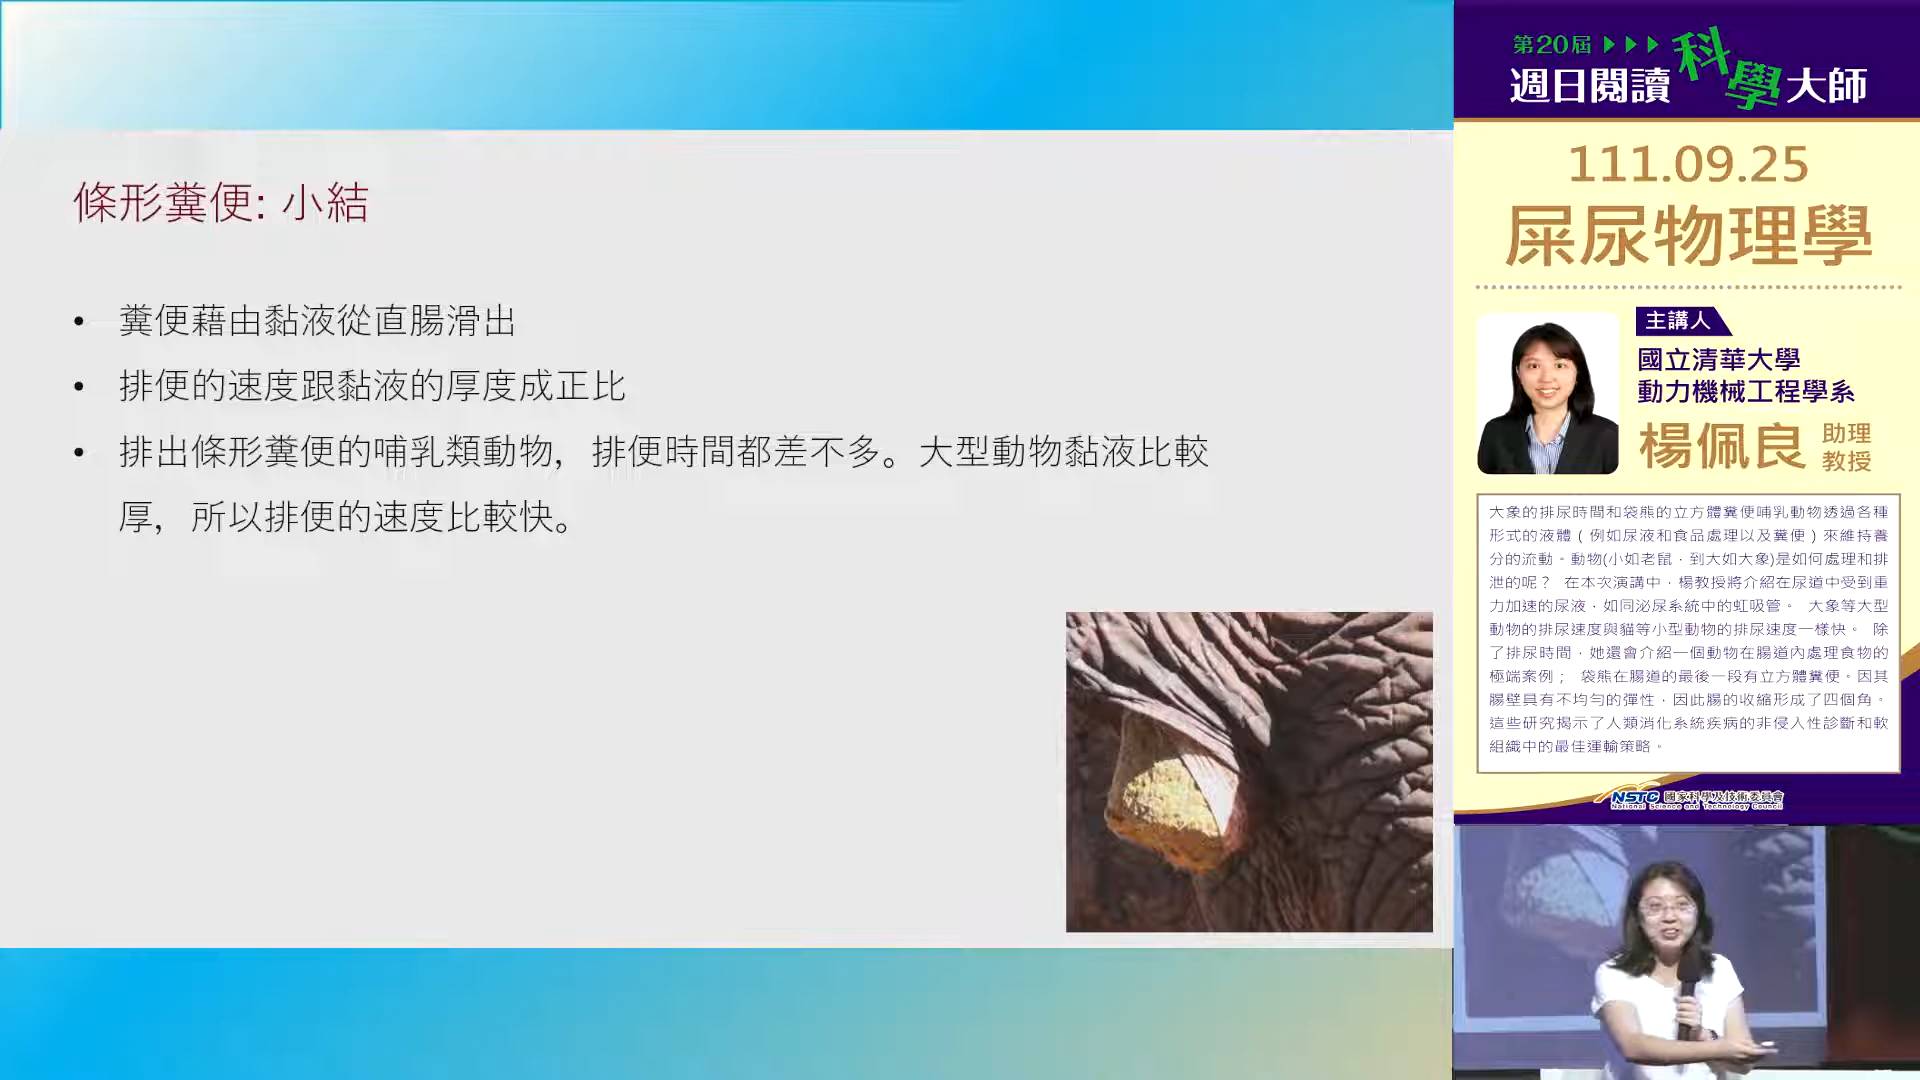 條形糞便: 小結
• 糞便藉由黏液從直腸滑出
• 排便的速度跟黏液的厚度成正比
• 排出條形糞便的哺乳類動物, 排便時間都差不多。大型動物黏液比較
厚, 所以排便的速度比較快。
第20屆
週日閱讀科學大師
111.09.25
屎尿物理學
主講人
國立清華大學
動力機械工程學系
楊佩良 助理教授
大象的排尿時間和袋熊的立方體糞便哺乳動物透過各種
形式的液體(例如尿液和食品處理以及糞便)來維持養
分的流動。動物(小如老鼠,到大如大象)是如何處理和排
泄的呢? 在本次演講中,楊教授將介紹在尿道中受到重
力加速的尿液,如同泌尿系統中的虹吸管。 大象等大型
動物的排尿速度與貓等小型動物的排尿速度一樣快。 除
了排尿時間,她還會介紹一個動物在腸道內處理食物的
極端案例; 袋熊在腸道的最後一段有立方體糞便。因其
腸壁具有不均勻的彈性,因此腸的收縮形成了四個角。
這些研究揭示了人類消化系統疾病的非侵入性診斷和軟
組織中的最佳運輸策略。
NSTC 國家科學及技術委員會
National Science and Technology Council